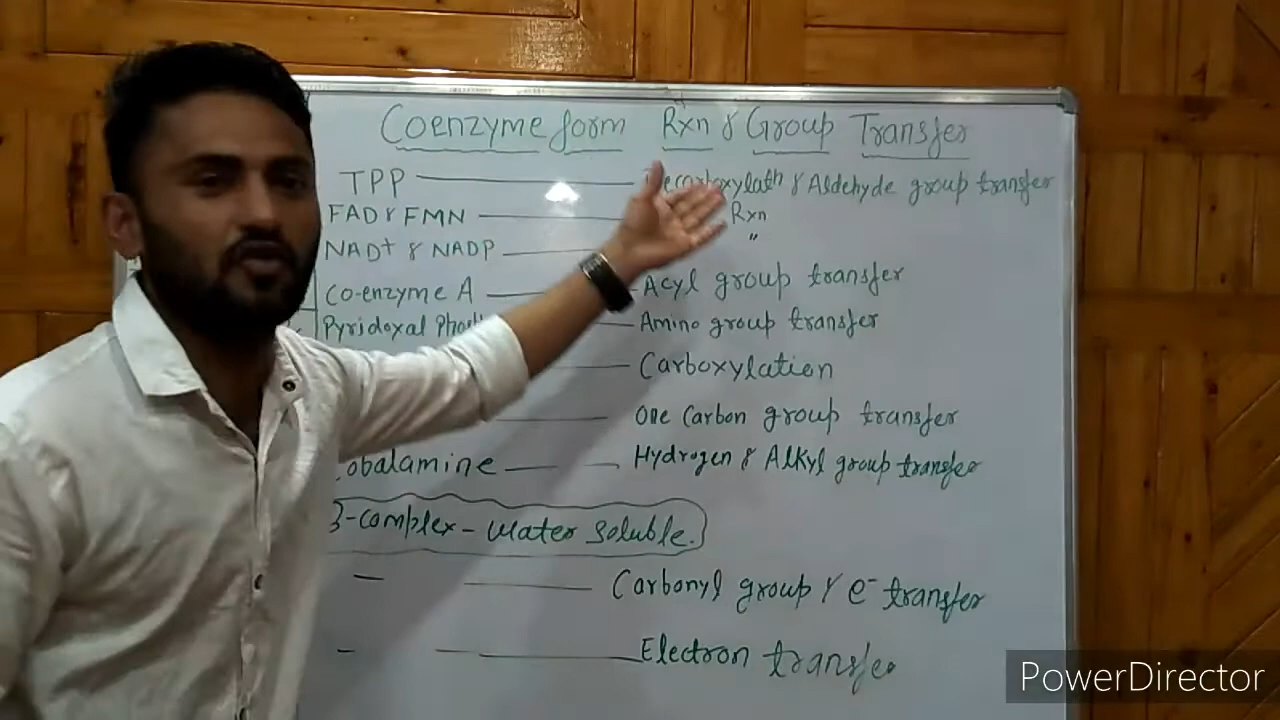 Coenzyme form Rxn & Group Transfer
TPP Decarboxylatn & Aldehyde group transfer
FAD & FMN Rxn
NAD+ & NADP "
Co-enzyme A Acyl group transfer
Pyridoxal Amino group transfer
Carboxylation
One Carbon group transfer
obalamine Hydrogen & Alkyl group transfer
B-complex - Water soluble.
Carbonyl group & e- transfer
Electron transfer
PowerDirector